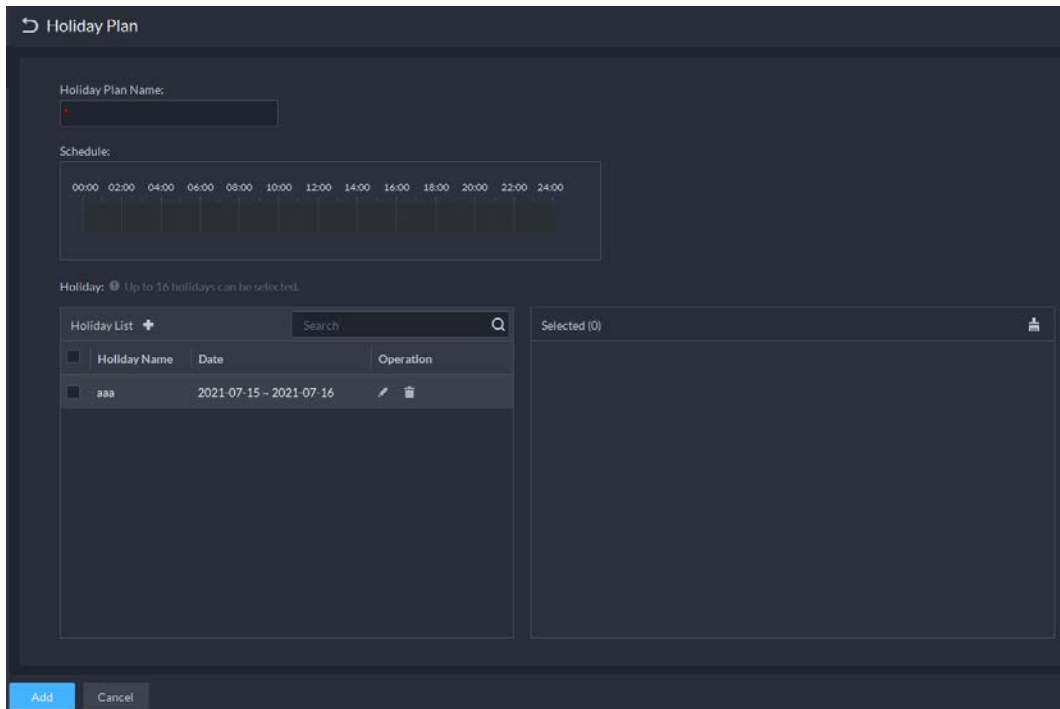 Holiday Plan
Holiday Plan Name:
*
Schedule:
00:00 02:00 04:00 06:00 08:00 10:00 12:00 14:00 16:00 18:00 20:00 22:00 24:00
Holiday: Up to 16 holidays can be selected.
Holiday List Search
Selected (0)
Holiday Name Date Operation
aaa 2021-07-15 ~ 2021-07-16
Add Cancel